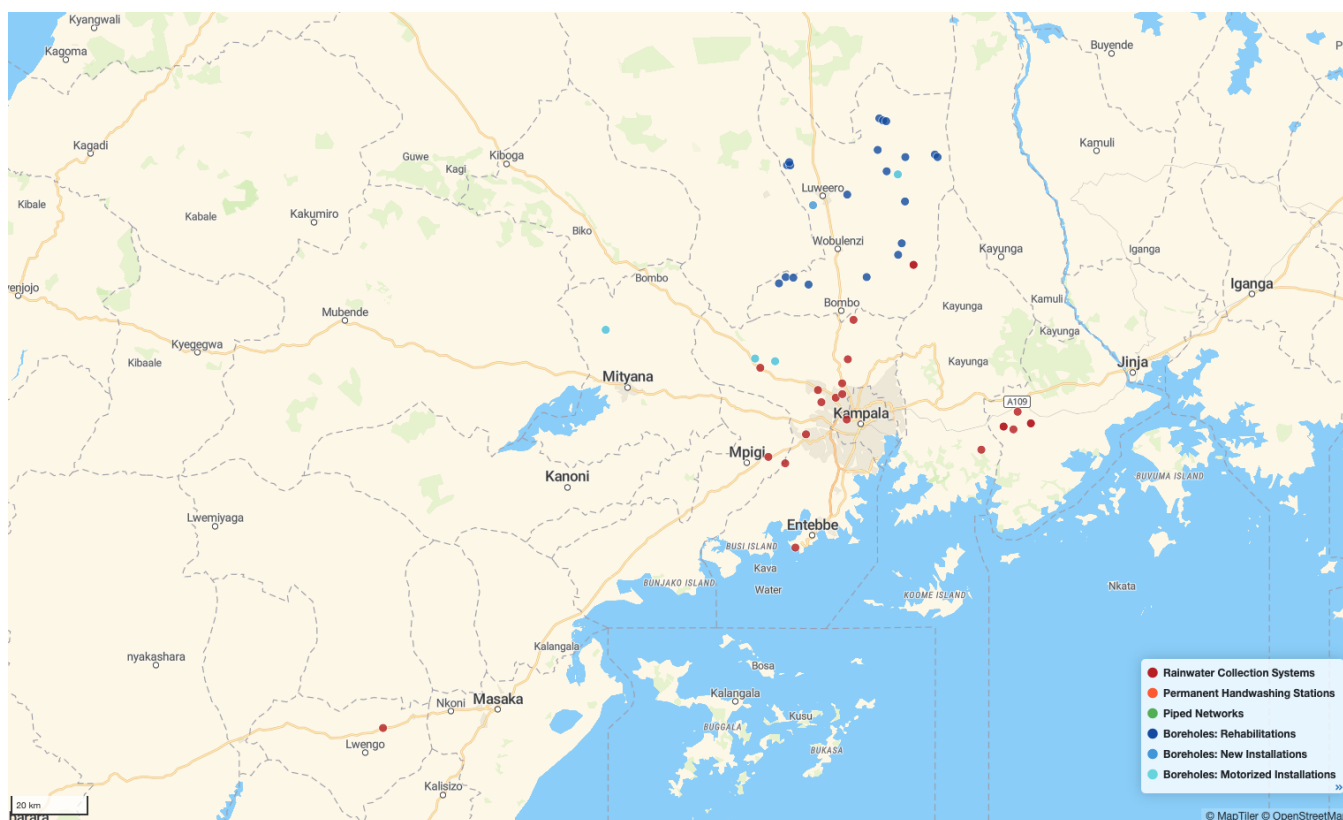 Kyangwali
Kagoma
Buyende
P
Kagadi
Guwe
Kiboga
Kagi
Kamuli
Kibale
Kabale
Kakumiro
Luweero
Biko
Wobulenzi
Kayunga
Iganga
enjojo
Bombo
Iganga
Mubende
Bombo
Kayunga
Kamuli
Kyegegwa
Kibaale
Kayunga
Kayunga
Mityana
Jinja
A109
Kampala
Mpigi
Kanoni
BUVUMA ISLAND
Lwemiyaga
Entebbe
BUSI ISLAND
Kava
Water
BUNJAKO ISLAND
KOOME ISLAND
Nkata
Kalangala
nyakashara
Bosa
Nkoni
Masaka
Kalangala
Kusu
BUGGALA
BUKASA
Lwengo
Kalisizo
Rainwater Collection Systems
Permanent Handwashing Stations
Piped Networks
Boreholes: Rehabilitations
Boreholes: New Installations
Boreholes: Motorized Installations
»
20 km
© MapTiler © OpenStreetMa